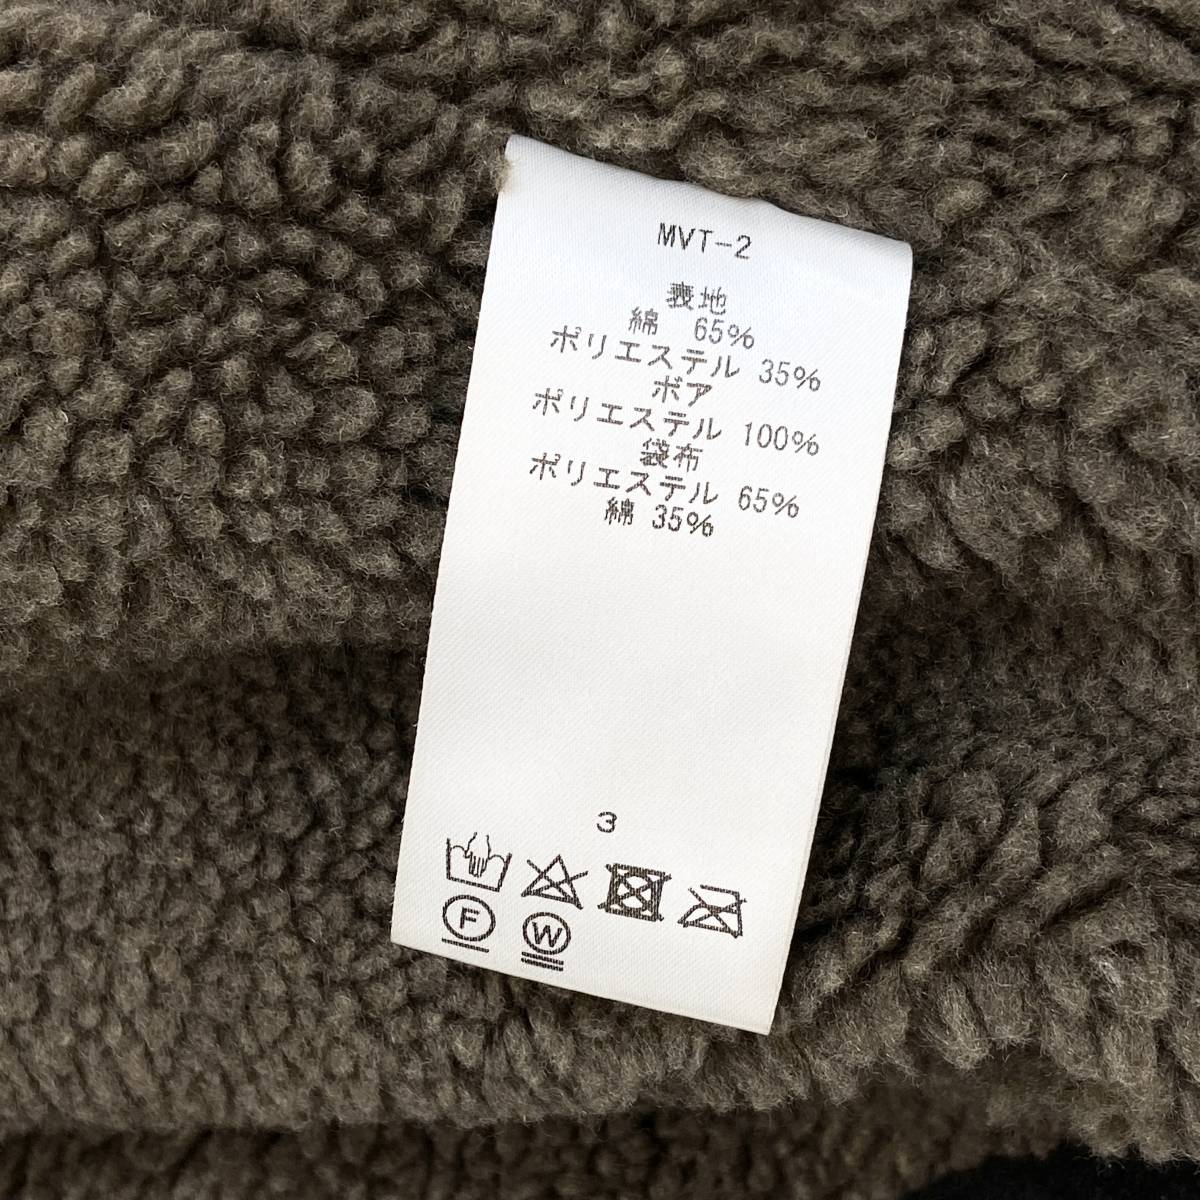 MVT-2
表地
綿 65%
ポリエステル 35%
ボア
ポリエステル 100%
袋布
ポリエステル 65%
綿 35%
3
F
W